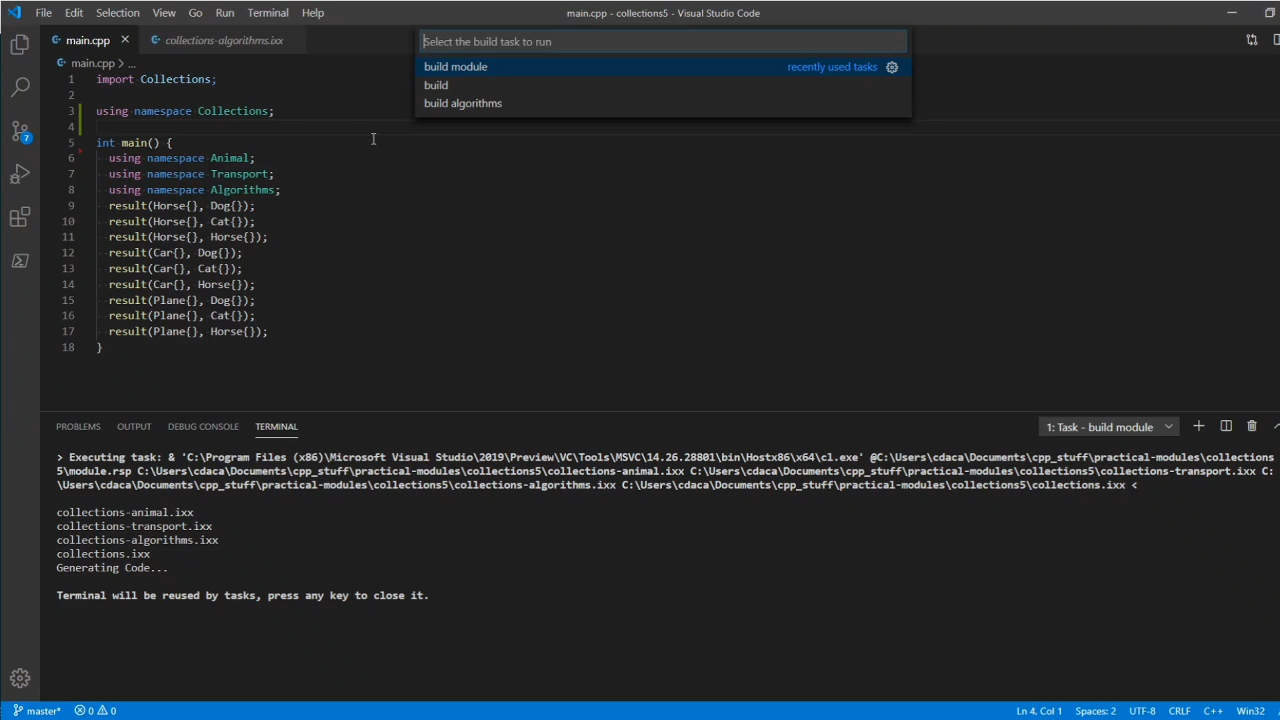 File Edit Selection View Go Run Terminal Help
main.cpp - collections5 - Visual Studio Code
main.cpp
collections-algorithms.ixx
Select the build task to run
build module recently used tasks
build
build algorithms
main.cpp > ...
1 import Collections;
2
3 using namespace Collections;
4
5 int main() {
6 using namespace Animal;
7 using namespace Transport;
8 using namespace Algorithms;
9 result(Horse{}, Dog{});
10 result(Horse{}, Cat{});
11 result(Horse{}, Horse{});
12 result(Car{}, Dog{});
13 result(Car{}, Cat{});
14 result(Car{}, Horse{});
15 result(Plane{}, Dog{});
16 result(Plane{}, Cat{});
17 result(Plane{}, Horse{});
18 }
7
PROBLEMS OUTPUT DEBUG CONSOLE TERMINAL
1: Task - build module
> Executing task: & 'C:\Program Files (x86)\Microsoft Visual Studio\2019\Preview\VC\Tools\MSVC\14.26.28801\bin\Hostx86\x64\cl.exe' @C:\Users\cdaca\Documents\cpp_stuff\practical-modules\collections
5\module.rsp C:\Users\cdaca\Documents\cpp_stuff\practical-modules\collections5\collections-animal.ixx C:\Users\cdaca\Documents\cpp_stuff\practical-modules\collections5\collections-transport.ixx C:
\Users\cdaca\Documents\cpp_stuff\practical-modules\collections5\collections-algorithms.ixx C:\Users\cdaca\Documents\cpp_stuff\practical-modules\collections5\collections.ixx <
collections-animal.ixx
collections-transport.ixx
collections-algorithms.ixx
collections.ixx
Generating Code...
Terminal will be reused by tasks, press any key to close it.
master* 0 0
Ln 4, Col 1 Spaces: 2 UTF-8 CRLF C++ Win32